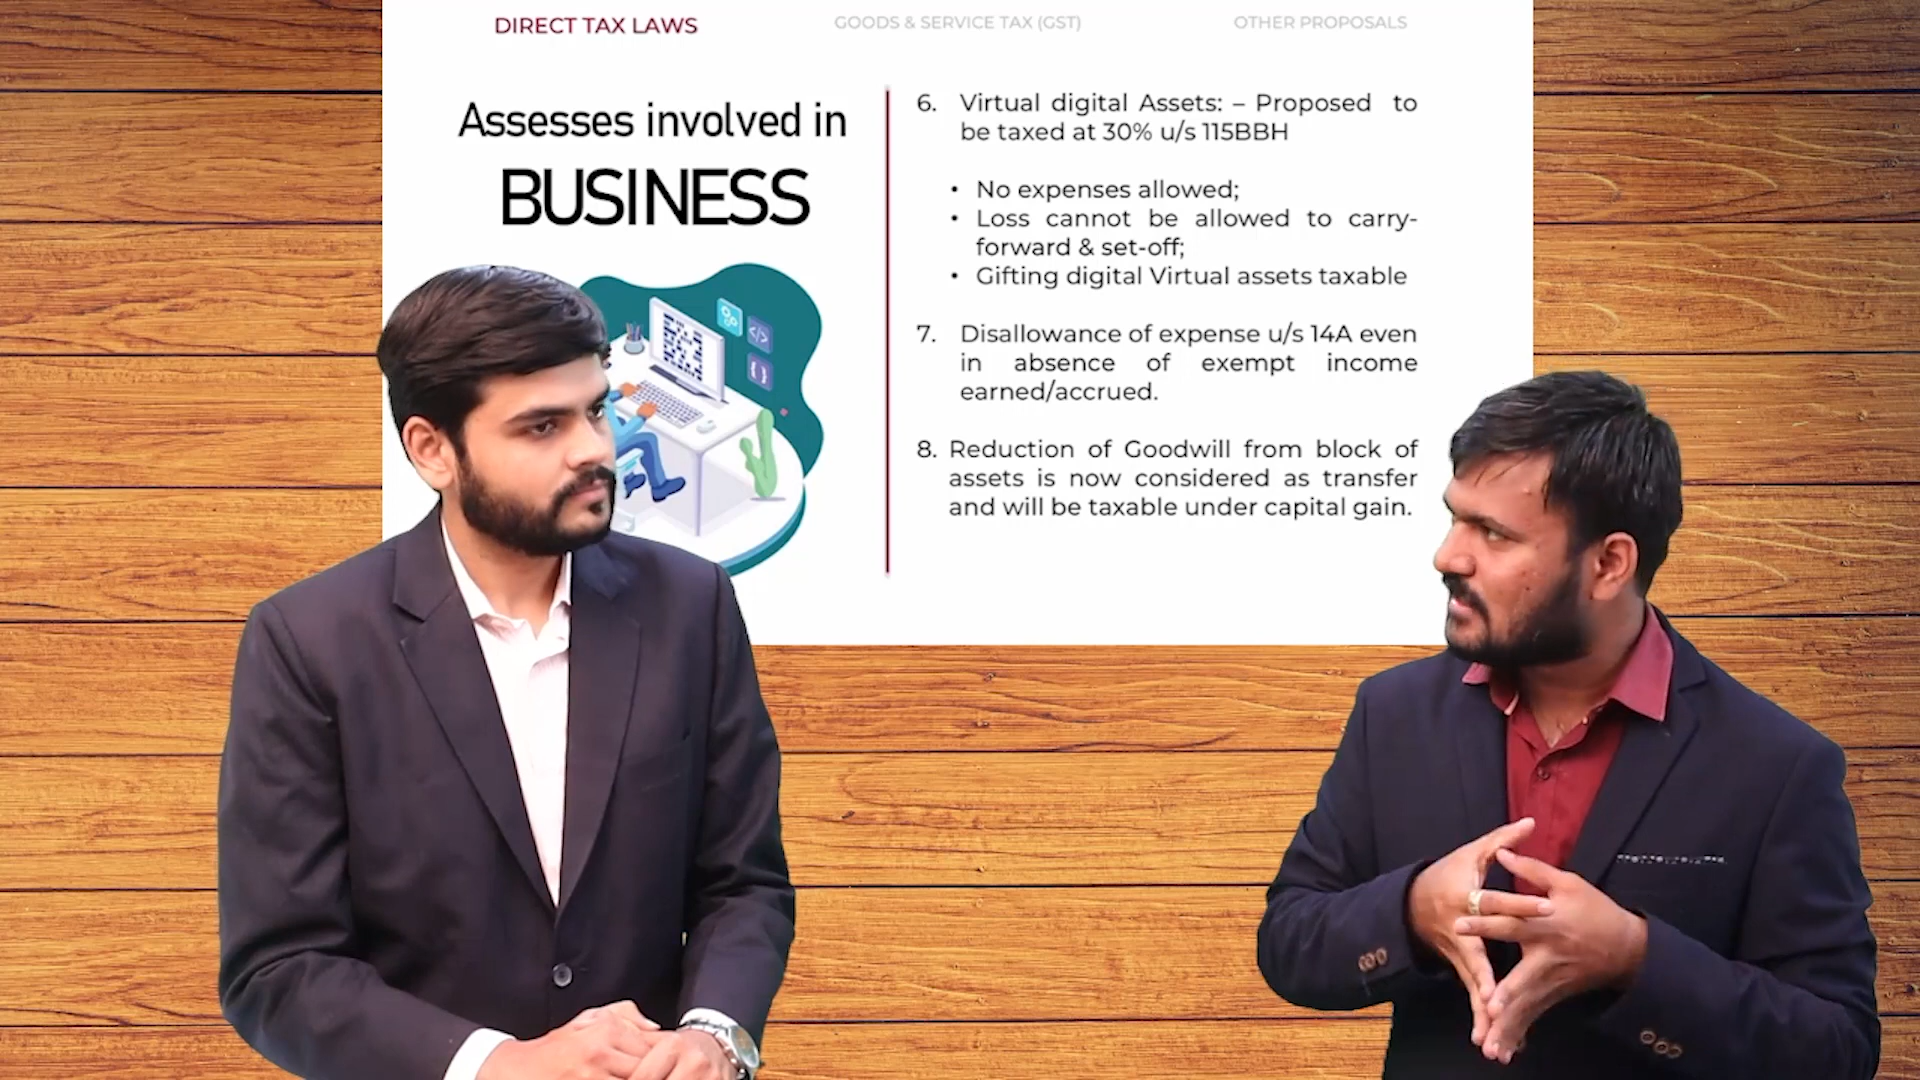 DIRECT TAX LAWS
GOODS & SERVICE TAX (GST)
OTHER PROPOSALS
Assesses involved in
BUSINESS
6. Virtual digital Assets: – Proposed to
be taxed at 30% u/s 115BBH
• No expenses allowed;
• Loss cannot be allowed to carry-
forward & set-off;
• Gifting digital Virtual assets taxable
7. Disallowance of expense u/s 14A even
in absence of exempt income
earned/accrued.
8. Reduction of Goodwill from block of
assets is now considered as transfer
and will be taxable under capital gain.